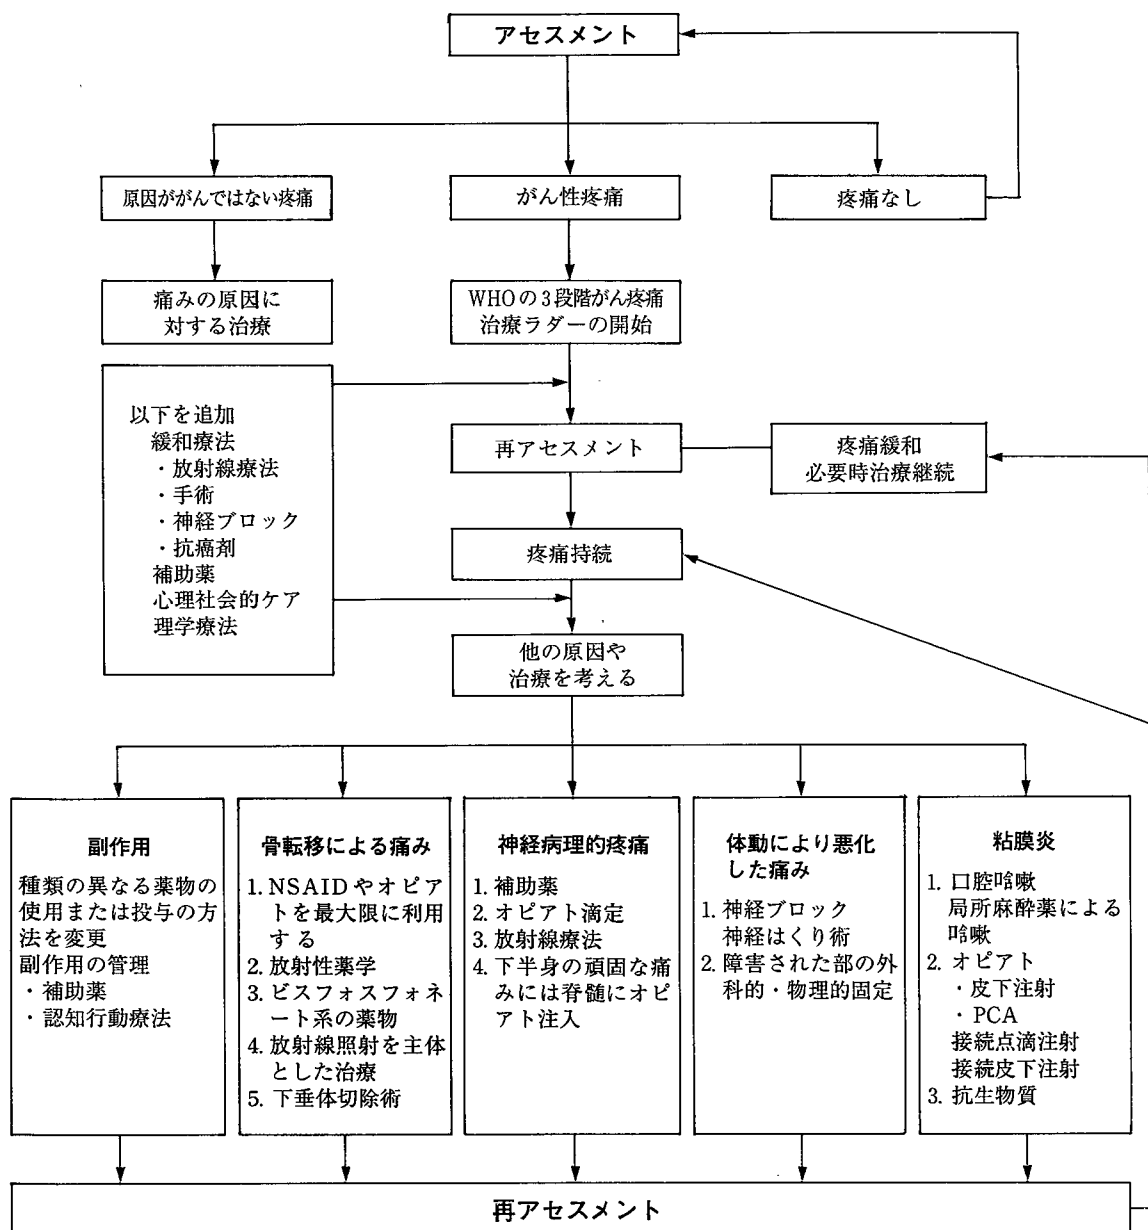 アセスメント
原因ががんではない疼痛
がん性疼痛
疼痛なし
痛みの原因に
対する治療
WHOの3段階がん疼痛
治療ラダーの開始
以下を追加
緩和療法
・放射線療法
・手術
・神経ブロック
・抗癌剤
補助薬
心理社会的ケア
理学療法
再アセスメント
疼痛緩和
必要時治療継続
疼痛持続
他の原因や
治療を考える
副作用
種類の異なる薬物の
使用または投与の方
法を変更
副作用の管理
・補助薬
・認知行動療法
骨転移による痛み
1. NSAIDやオピア
トを最大限に利用
する
2. 放射性薬学
3. ビスフォスフォネ
ート系の薬物
4. 放射線照射を主体
とした治療
5. 下垂体切除術
神経病理的疼痛
1. 補助薬
2. オピアト滴定
3. 放射線療法
4. 下半身の頑固な痛
みには脊髄にオピ
アト注入
体動により悪化
した痛み
1. 神経ブロック
神経はくり術
2. 障害された部の外
科的・物理的固定
粘膜炎
1. 口腔含嗽
局所麻酔薬による
含嗽
2. オピアト
・皮下注射
・PCA
接続点滴注射
接続皮下注射
3. 抗生物質
再アセスメント